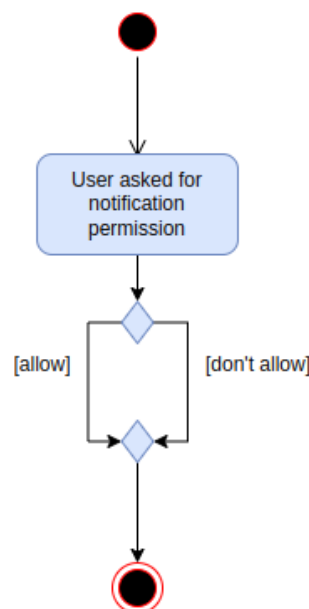 User asked for
notification
permission
[allow]
[don't allow]